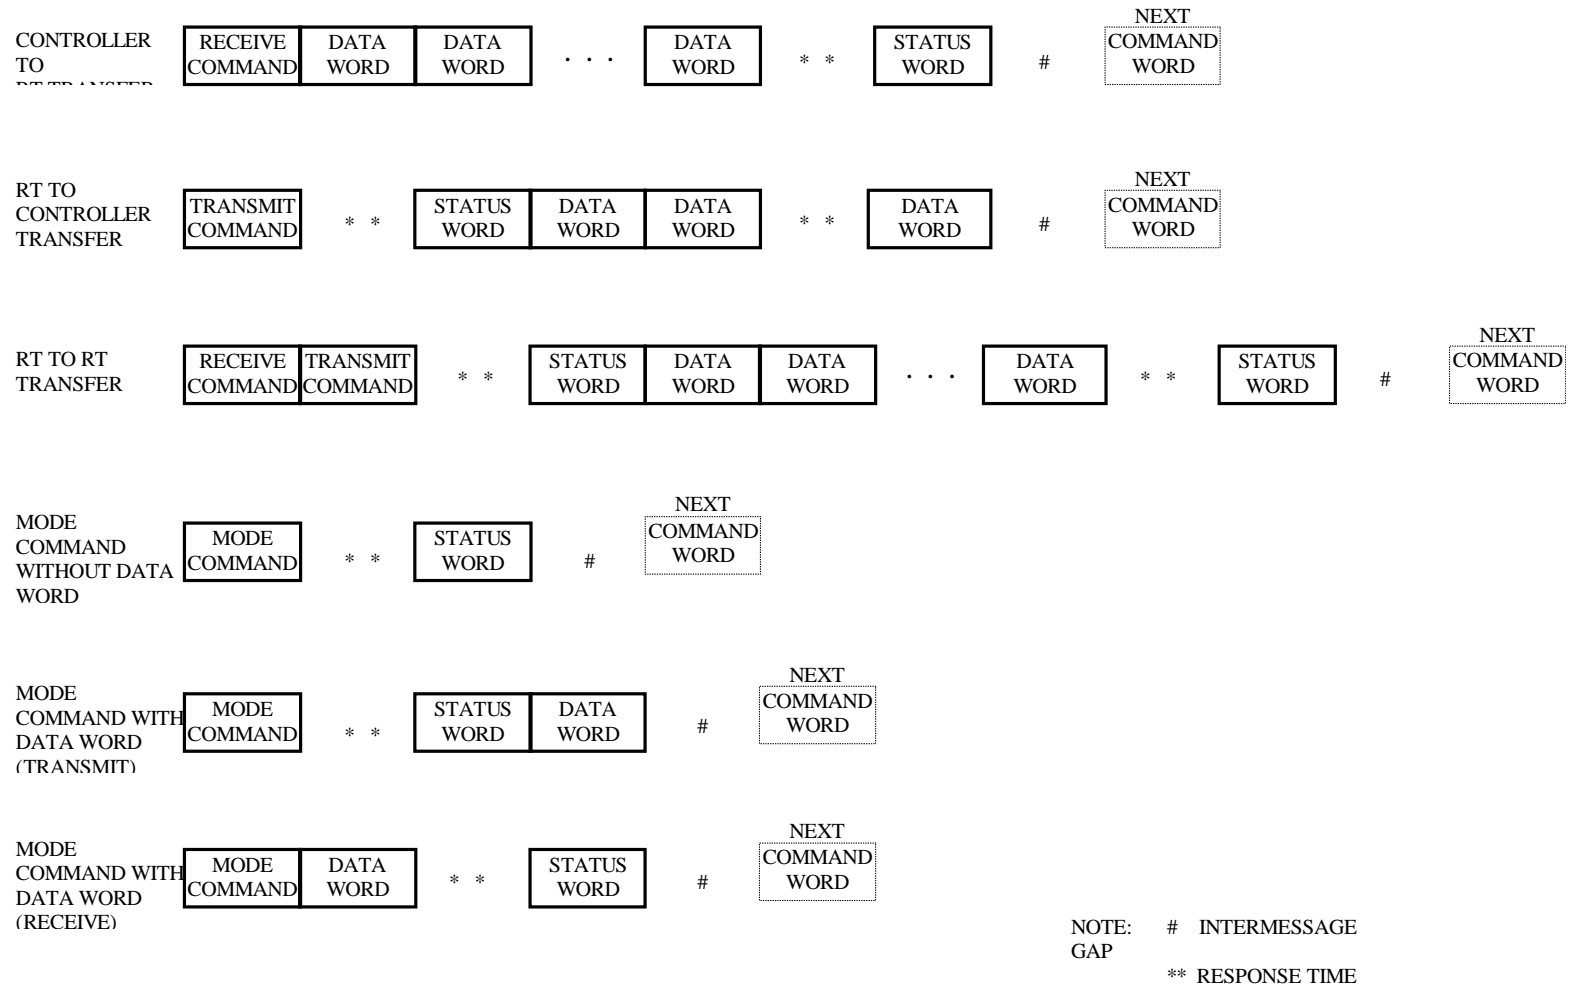 CONTROLLER
TO
RT TRANSFER
RECEIVE
COMMAND
DATA
WORD
DATA
WORD
. . .
DATA
WORD
* *
STATUS
WORD
#
NEXT
COMMAND
WORD
RT TO
CONTROLLER
TRANSFER
TRANSMIT
COMMAND
* *
STATUS
WORD
DATA
WORD
DATA
WORD
* *
DATA
WORD
#
NEXT
COMMAND
WORD
RT TO RT
TRANSFER
RECEIVE
COMMAND
TRANSMIT
COMMAND
* *
STATUS
WORD
DATA
WORD
DATA
WORD
. . .
DATA
WORD
* *
STATUS
WORD
#
NEXT
COMMAND
WORD
MODE
COMMAND
WITHOUT DATA
WORD
MODE
COMMAND
* *
STATUS
WORD
#
NEXT
COMMAND
WORD
MODE
COMMAND WITH
DATA WORD
(TRANSMIT)
MODE
COMMAND
* *
STATUS
WORD
DATA
WORD
#
NEXT
COMMAND
WORD
MODE
COMMAND WITH
DATA WORD
(RECEIVE)
MODE
COMMAND
DATA
WORD
* *
STATUS
WORD
#
NEXT
COMMAND
WORD
NOTE: # INTERMESSAGE
GAP
** RESPONSE TIME